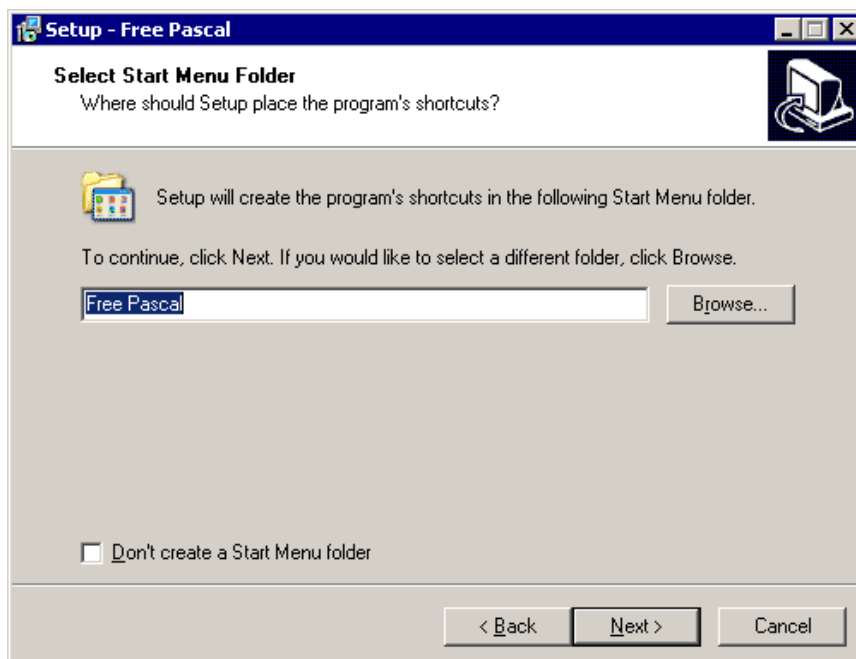 Setup - Free Pascal
Select Start Menu Folder
Where should Setup place the program's shortcuts?
Setup will create the program's shortcuts in the following Start Menu folder.
To continue, click Next. If you would like to select a different folder, click Browse.
Free Pascal
Browse...
Don't create a Start Menu folder
< Back
Next >
Cancel